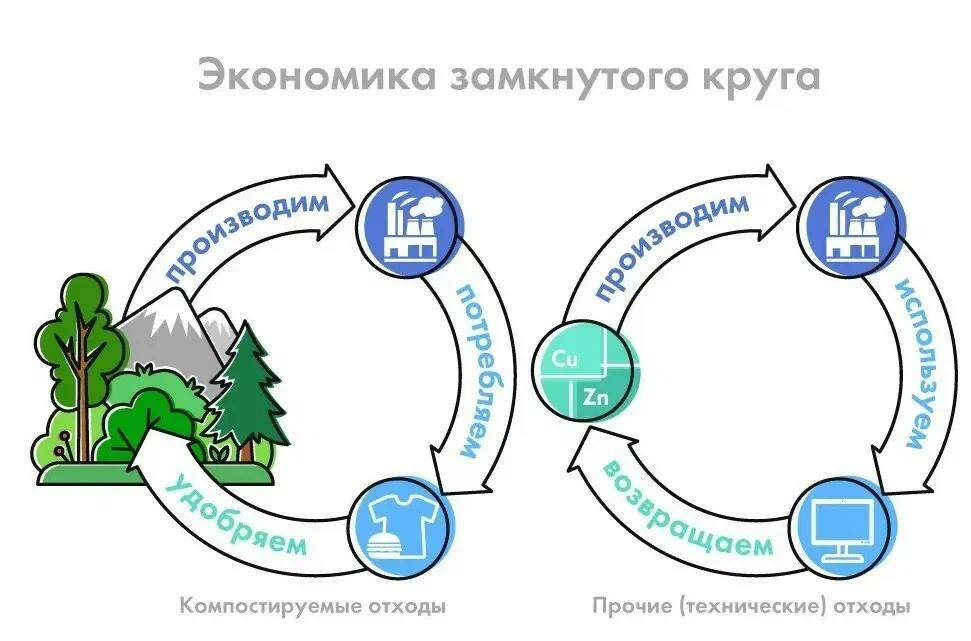 Экономика замкнутого круга
производим
потребляем
удобряем
Компостируемые отходы
производим
используем
возвращаем
Cu
Zn
Прочие (технические) отходы